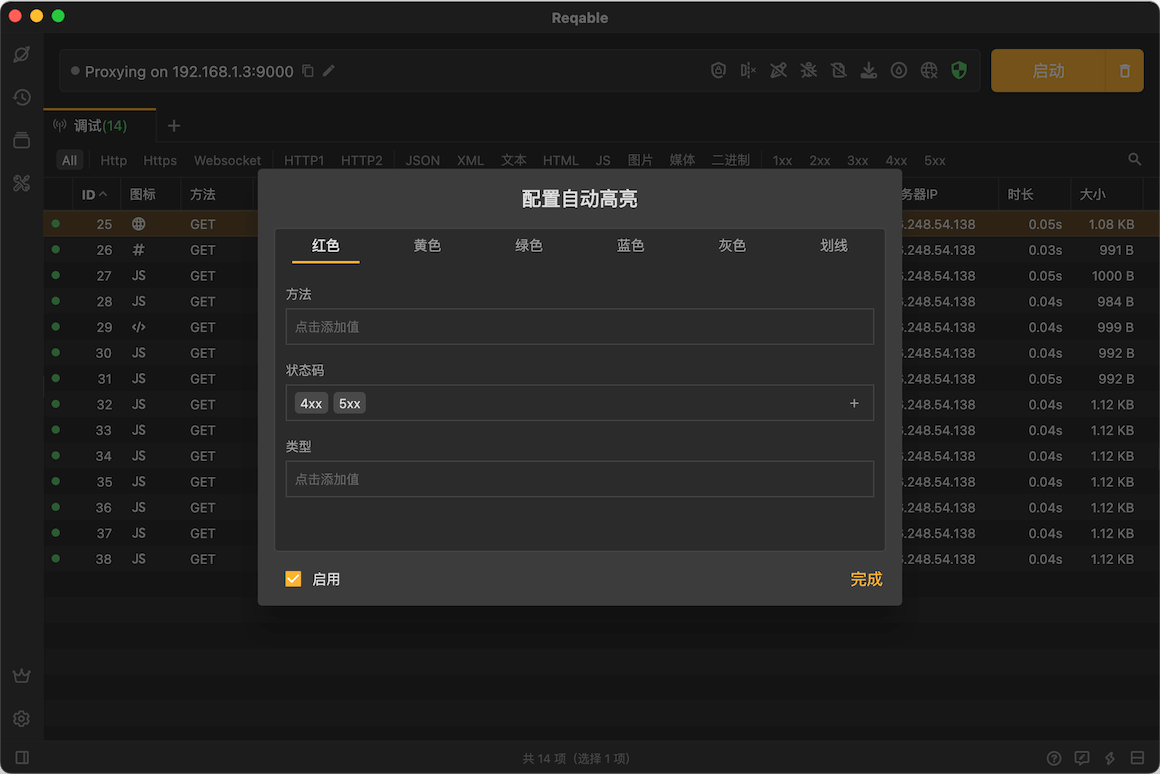 Reqable
Proxying on 192.168.1.3:9000
启动
调试(14)
All Http Https Websocket HTTP1 HTTP2 JSON XML 文本 HTML JS 图片 媒体 二进制 1xx 2xx 3xx 4xx 5xx
ID 图标 方法 务器IP 时长 大小
配置自动高亮
红色 黄色 绿色 蓝色 灰色 划线
方法
点击添加值
状态码
4xx 5xx +
类型
点击添加值
启用
完成
25 GET .248.54.138 0.05s 1.08 KB
26 # GET .248.54.138 0.03s 991 B
27 JS GET .248.54.138 0.05s 1000 B
28 JS GET .248.54.138 0.04s 984 B
29 </> GET .248.54.138 0.04s 999 B
30 JS GET .248.54.138 0.04s 992 B
31 JS GET .248.54.138 0.05s 992 B
32 JS GET .248.54.138 0.04s 1.12 KB
33 JS GET .248.54.138 0.04s 1.12 KB
34 JS GET .248.54.138 0.04s 1.12 KB
35 JS GET .248.54.138 0.04s 1.12 KB
36 JS GET .248.54.138 0.04s 1.12 KB
37 JS GET .248.54.138 0.04s 1.12 KB
38 JS GET .248.54.138 0.04s 1.12 KB
共 14 项（选择 1 项）